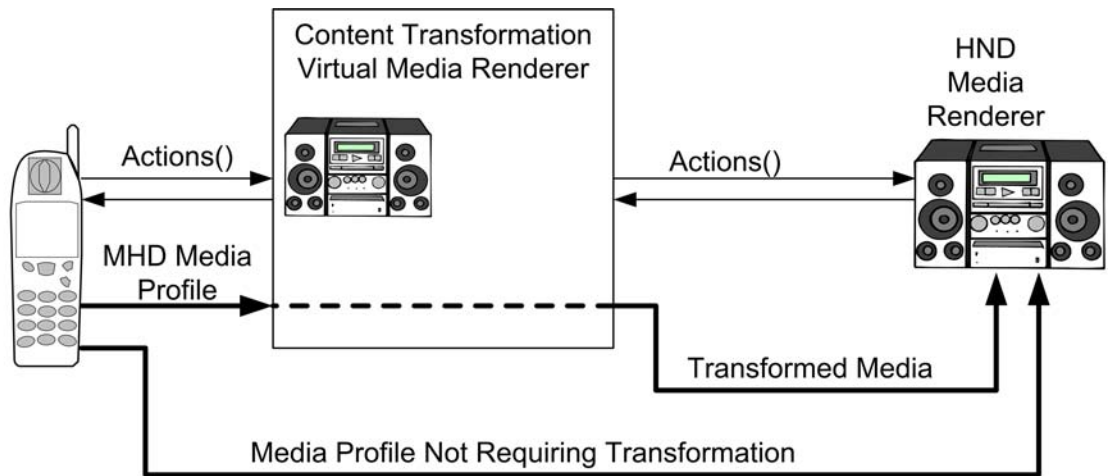 Content Transformation
Virtual Media Renderer
HND
Media
Renderer
Actions()
Actions()
MHD Media
Profile
Transformed Media
Media Profile Not Requiring Transformation